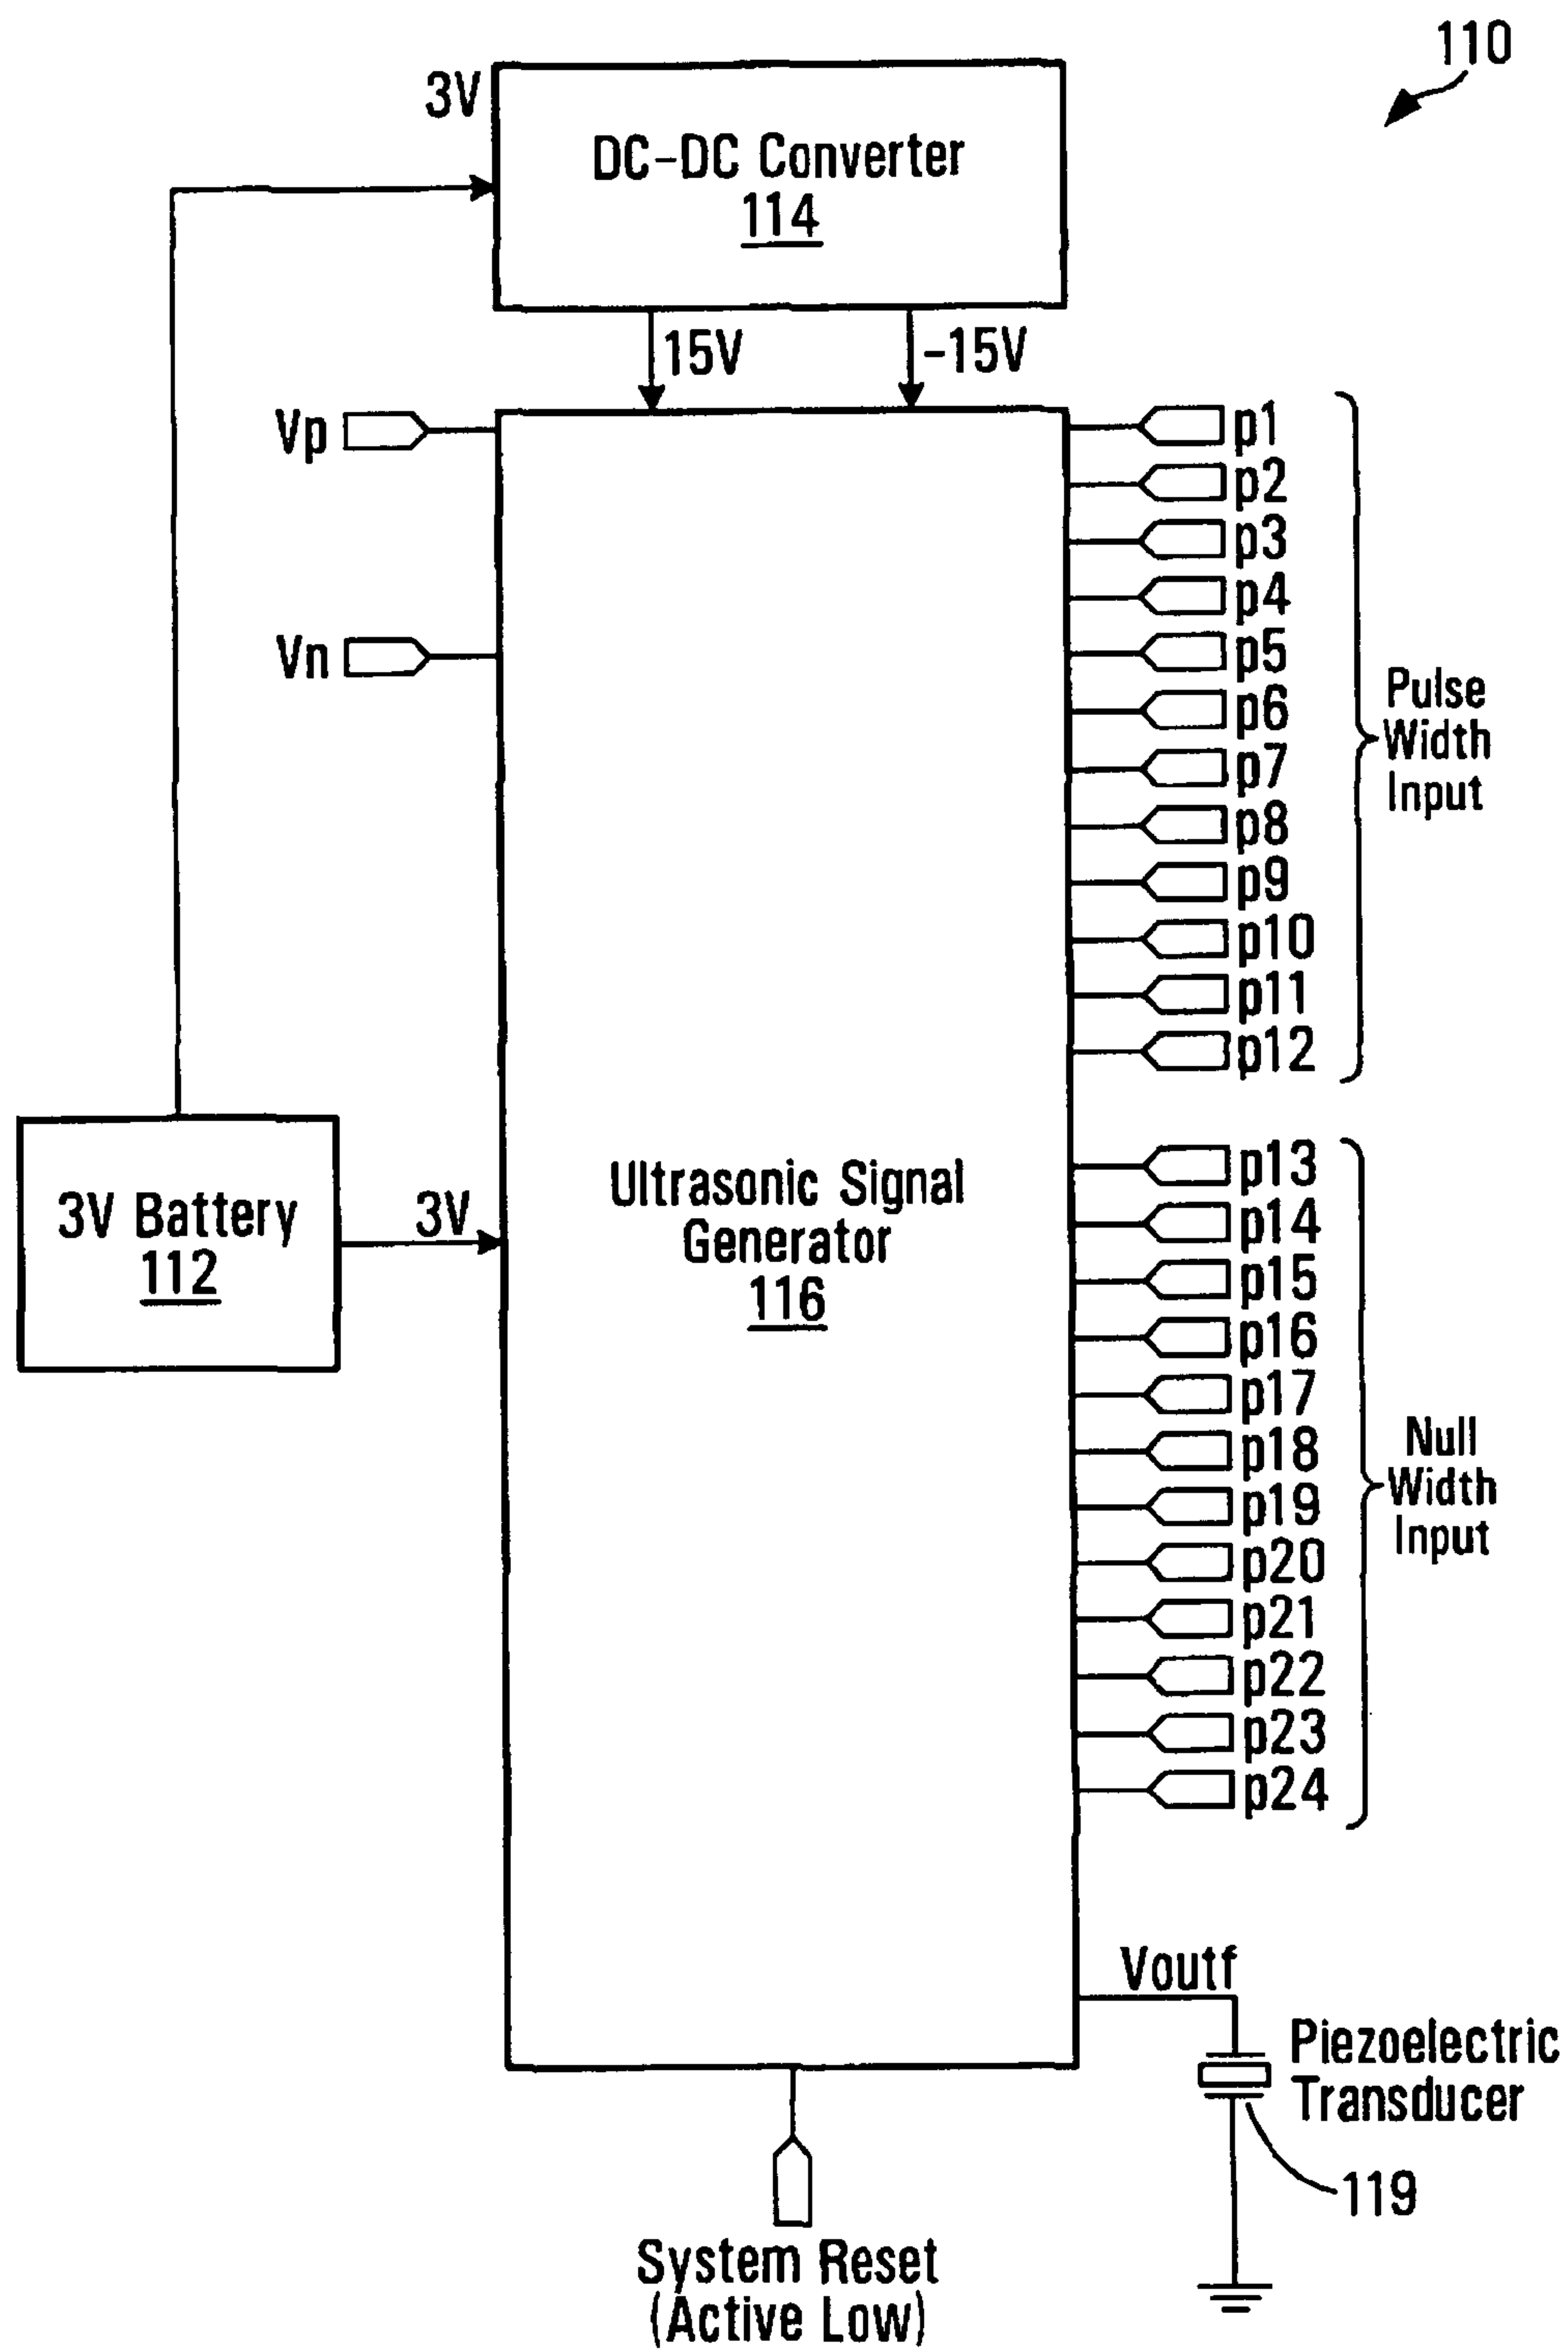 110
3V
DC-DC Converter
114
15V
-15V
Vp
Vn
p1
p2
p3
p4
p5
p6
p7
p8
p9
p10
p11
p12
Pulse
Width
Input
3V Battery
112
3V
Ultrasonic Signal
Generator
116
p13
p14
p15
p16
p17
p18
p19
p20
p21
p22
p23
p24
Null
Width
Input
Voutf
Piezoelectric
Transducer
119
System Reset
(Active Low)